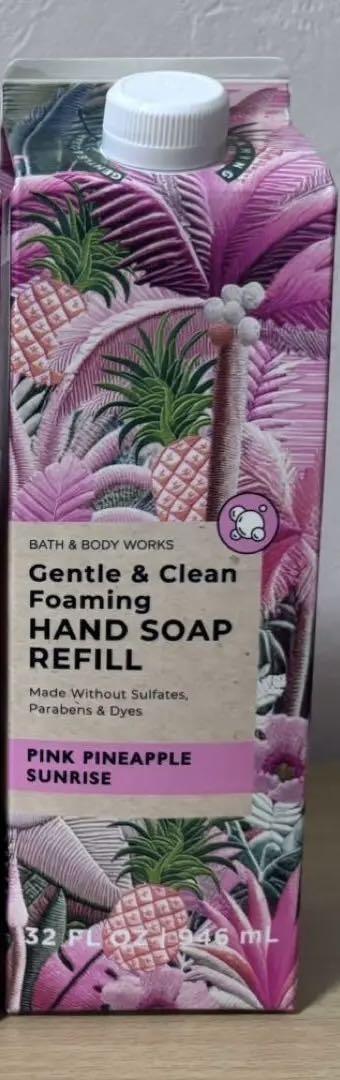 BATH & BODY WORKS
Gentle & Clean
Foaming
HAND SOAP
REFILL
Made Without Sulfates,
Parabens & Dyes
PINK PINEAPPLE
SUNRISE
32 FL OZ | 946 mL